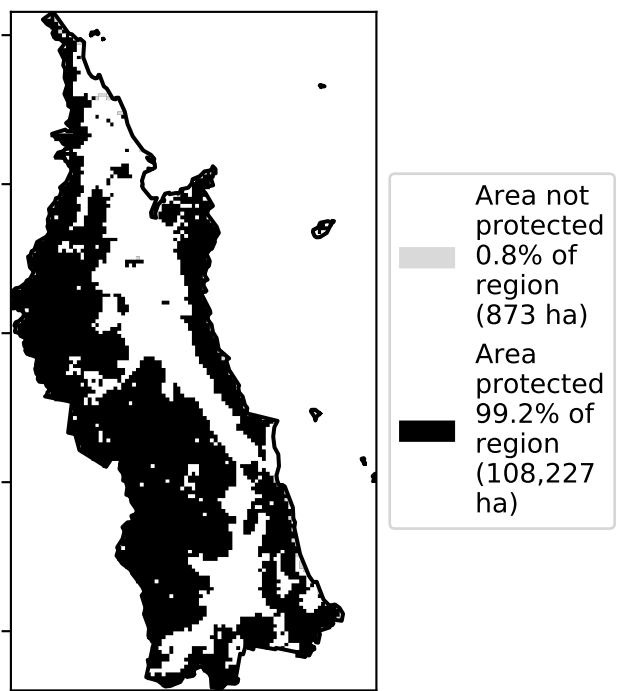 Area not
protected
0.8% of
region
(873 ha)
Area
protected
99.2% of
region
(108,227
ha)